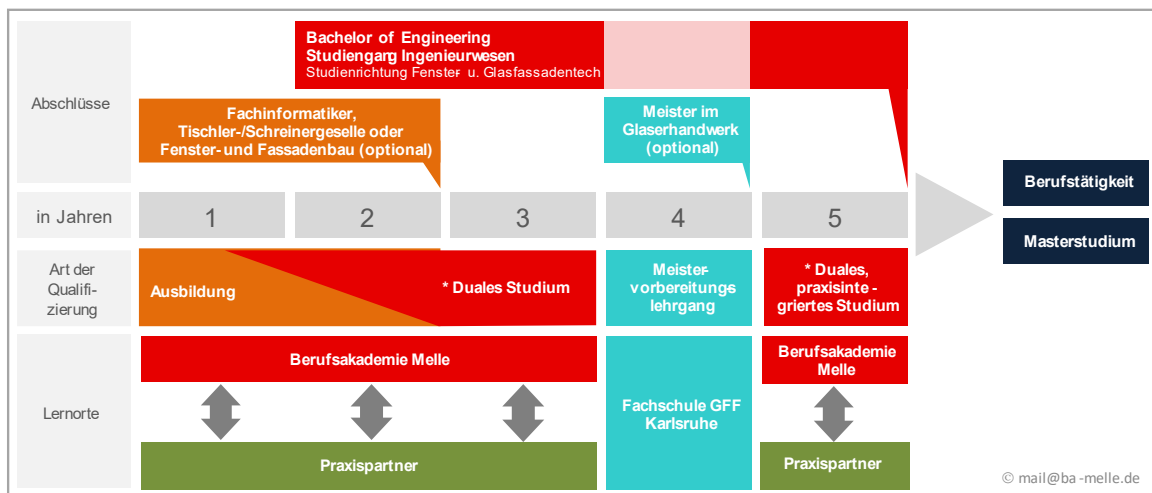 Abschlüsse
Bachelor of Engineering
Studiengang Ingenieurwesen
Studienrichtung Fenster- u. Glasfassadentech
Fachinformatiker,
Tischler-/Schreinergeselle oder
Fenster- und Fassadenbau (optional)
Meister im
Glaserhandwerk
(optional)
in Jahren
1
2
3
4
5
Berufstätigkeit
Masterstudium
Art der
Qualifi-
zierung
Ausbildung
* Duales Studium
Meister-
vorbereitungs-
lehrgang
* Duales,
praxisinte-
griertes Studium
Lernorte
Berufsakademie Melle
Praxispartner
Fachschule GFF
Karlsruhe
Berufsakademie
Melle
Praxispartner
© mail@ba-melle.de